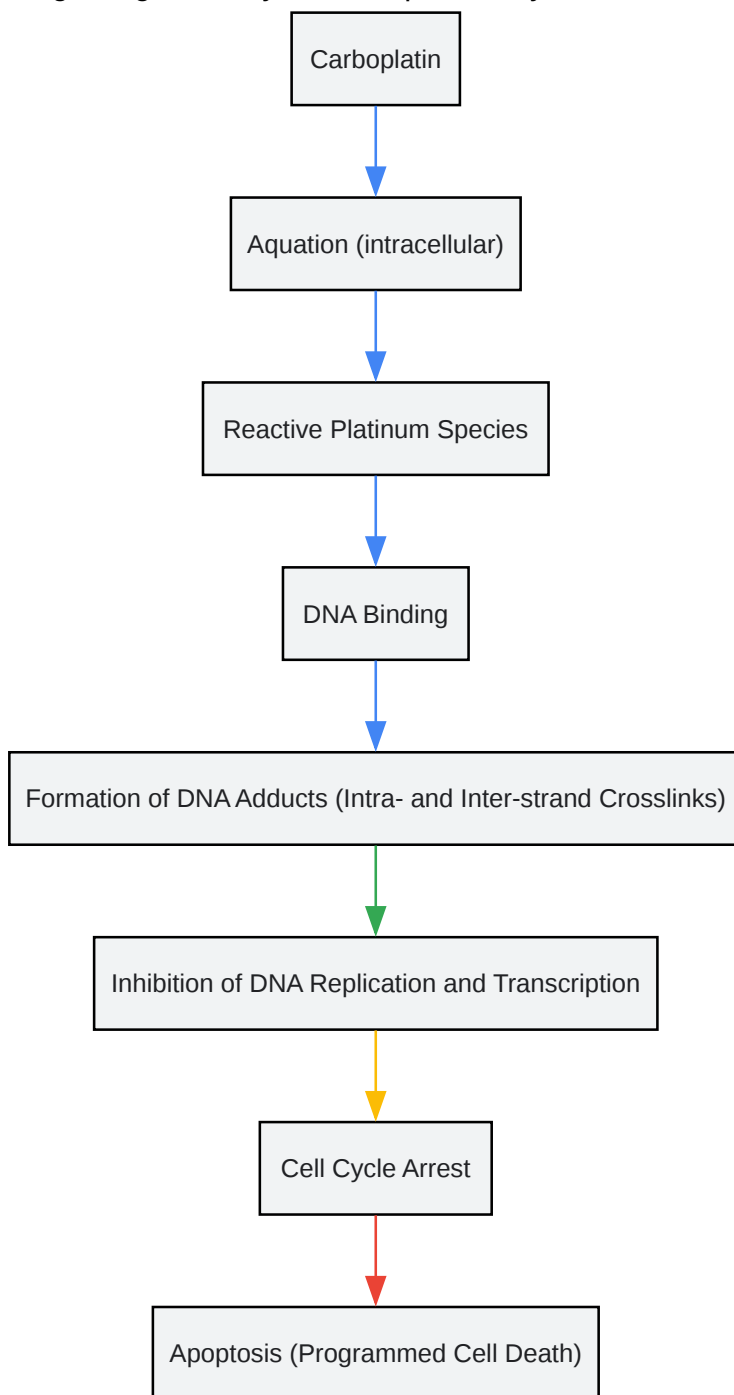 Carboplatin
Aquation (intracellular)
Reactive Platinum Species
DNA Binding
Formation of DNA Adducts (Intra- and Inter-strand Crosslinks)
Inhibition of DNA Replication and Transcription
Cell Cycle Arrest
Apoptosis (Programmed Cell Death)